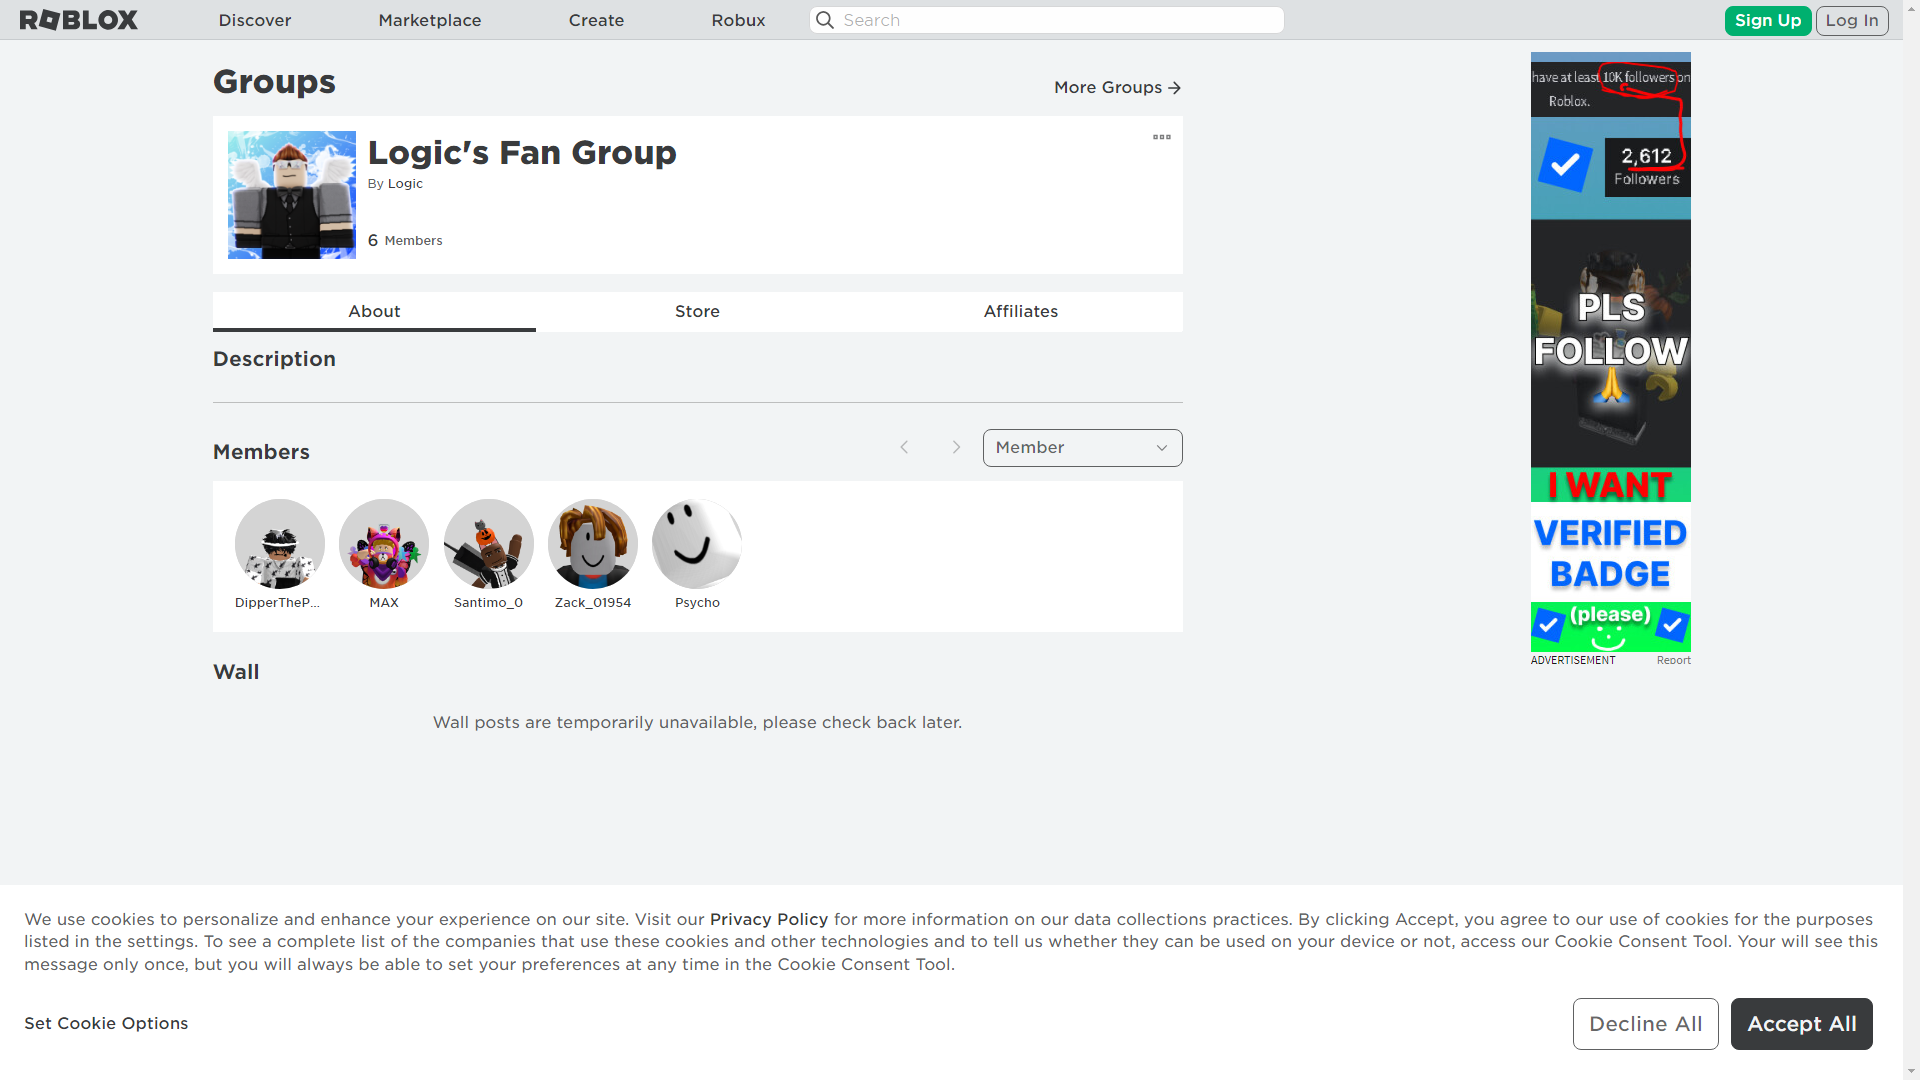 ROBLOX
Discover
Marketplace
Create
Robux
Search
Sign Up
Log In
Groups
More Groups
Logic's Fan Group
By Logic
6 Members
About
Store
Affiliates
Description
Members
Member
DipperTheP...
MAX
Santimo_0
Zack_01954
Psycho
Wall
Wall posts are temporarily unavailable, please check back later.
have at least 10K followers on
Roblox.
2,612
Followers
PLS
FOLLOW
I WANT
VERIFIED
BADGE
(please)
ADVERTISEMENT
Report
We use cookies to personalize and enhance your experience on our site. Visit our Privacy Policy for more information on our data collections practices. By clicking Accept, you agree to our use of cookies for the purposes
listed in the settings. To see a complete list of the companies that use these cookies and other technologies and to tell us whether they can be used on your device or not, access our Cookie Consent Tool. Your will see this
message only once, but you will always be able to set your preferences at any time in the Cookie Consent Tool.
Set Cookie Options
Decline All
Accept All